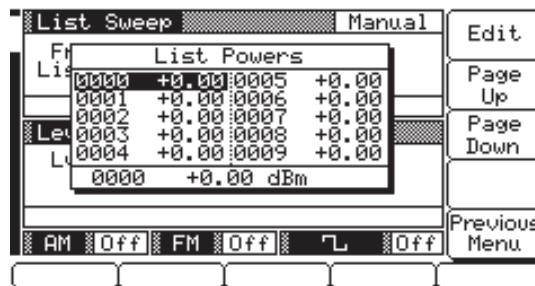 List Sweep Manual
List Powers
0000 +0.00 0005 +0.00
0001 +0.00 0006 +0.00
0002 +0.00 0007 +0.00
0003 +0.00 0008 +0.00
0004 +0.00 0009 +0.00
0000 +0.00 dBm
AM Off FM Off Off
Edit
Page
Up
Page
Down
Previous
Menu